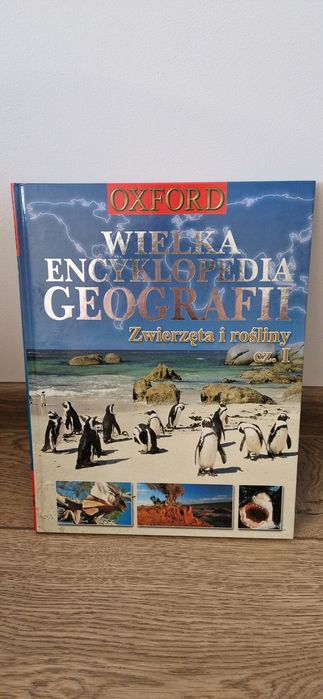 OXFORD
WIELKA
ENCYKLOPEDIA
GEOGRAFII
Zwierzęta i rośliny
cz. I